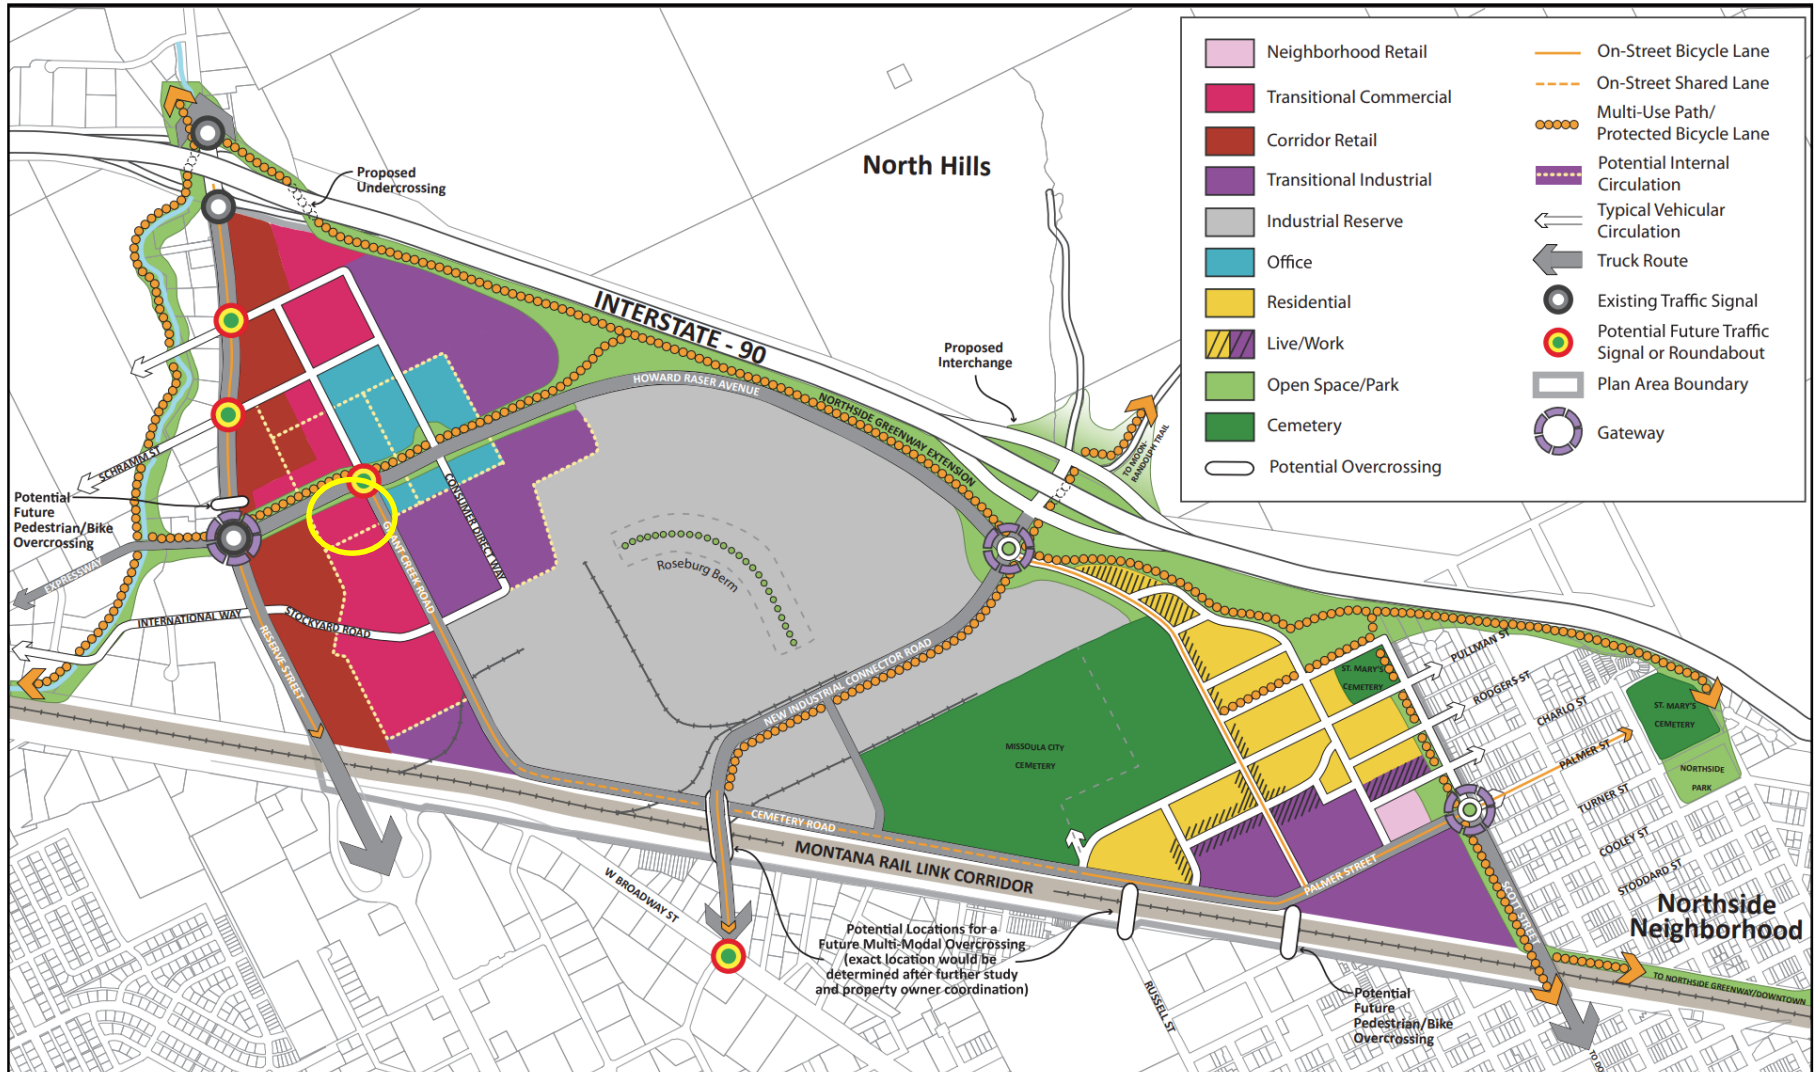 North Hills
Proposed
Undercrossing
INTERSTATE - 90
Proposed
Interchange
HOWARD RASER AVENUE
NORTHSIDE GREENWAY EXTENSION
TO MOON-
RANDOLPH TRAIL
SCHRAMM ST
Potential
Future
Pedestrian/Bike
Overcrossing
EXPRESSWAY
INTERNATIONAL WAY
STOCKYARD ROAD
RESERVE STREET
GRANT CREEK ROAD
CONSUMER DIRECT WAY
Roseburg Berm
NEW INDUSTRIAL CONNECTOR ROAD
MISSOULA CITY
CEMETERY
CEMETERY ROAD
MONTANA RAIL LINK CORRIDOR
W BROADWAY ST
Potential Locations for a
Future Multi-Modal Overcrossing
(exact location would be
determined after further study
and property owner coordination)
RUSSELL ST
Potential
Future
Pedestrian/Bike
Overcrossing
PALMER STREET
SCOTT STREET
ST. MARY'S
CEMETERY
PULLMAN ST
RODGERS ST
CHARLO ST
PALMER ST
TURNER ST
COOLEY ST
STODDARD ST
ST. MARY'S
CEMETERY
NORTHSIDE
PARK
Northside
Neighborhood
TO NORTHSIDE GREENWAY/DOWNTOWN
Neighborhood Retail
Transitional Commercial
Corridor Retail
Transitional Industrial
Industrial Reserve
Office
Residential
Live/Work
Open Space/Park
Cemetery
Potential Overcrossing
On-Street Bicycle Lane
On-Street Shared Lane
Multi-Use Path/
Protected Bicycle Lane
Potential Internal
Circulation
Typical Vehicular
Circulation
Truck Route
Existing Traffic Signal
Potential Future Traffic
Signal or Roundabout
Plan Area Boundary
Gateway